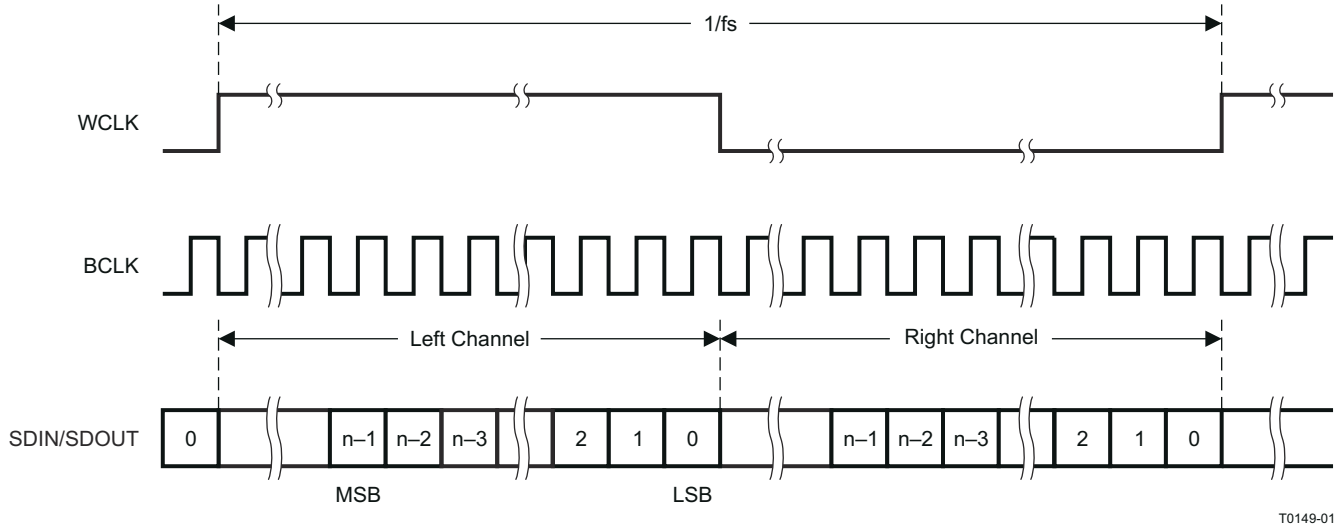 1/fs
WCLK
BCLK
Left Channel
Right Channel
SDIN/SDOUT 0 n–1 n–2 n–3 2 1 0 n–1 n–2 n–3 2 1 0
MSB LSB
T0149-01